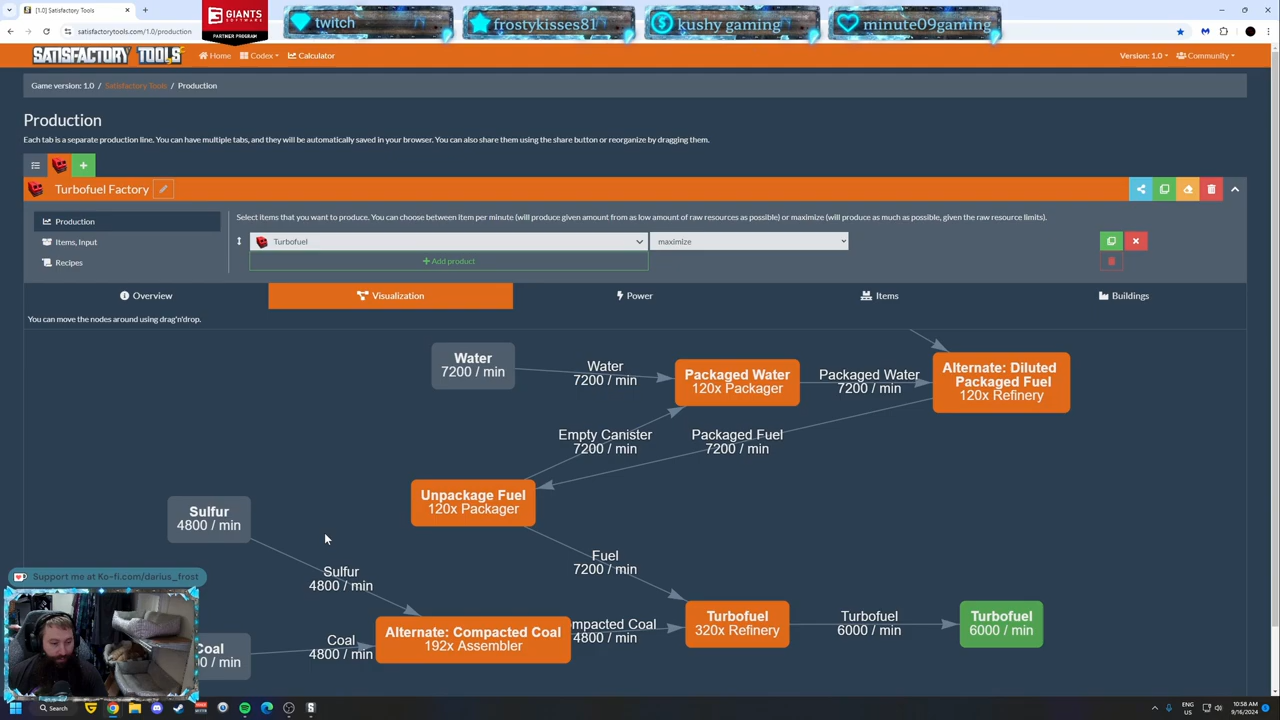 [1.0] Satisfactory Tools
satisfactorytools.com/1.0/production
GIANTS
SOFTWARE
PARTNER PROGRAM
twitch
frostykisses81
kushy gaming
minute09gaming
SATISFACTORY TOOLS
Home
Codex
Calculator
Version: 1.0
Community
Game version: 1.0 / Satisfactory Tools / Production
Production
Each tab is a separate production line. You can have multiple tabs, and they will be automatically saved in your browser. You can also share them using the share button or reorganize by dragging them.
Turbofuel Factory
Production
Items, Input
Recipes
Select items that you want to produce. You can choose between item per minute (will produce given amount from as low amount of raw resources as possible) or maximize (will produce as much as possible, given the raw resource limits).
Turbofuel
maximize
+ Add product
Overview
Visualization
Power
Items
Buildings
You can move the nodes around using drag'n'drop.
Water
7200 / min
Water
7200 / min
Packaged Water
120x Packager
Packaged Water
7200 / min
Alternate: Diluted
Packaged Fuel
120x Refinery
Empty Canister
7200 / min
Packaged Fuel
7200 / min
Unpackage Fuel
120x Packager
Sulfur
4800 / min
Sulfur
4800 / min
Fuel
7200 / min
Coal
4800 / min
Alternate: Compacted Coal
192x Assembler
mpacted Coal
4800 / min
Turbofuel
320x Refinery
Turbofuel
6000 / min
Turbofuel
6000 / min
oal
0 / min
Support me at Ko-fi.com/darius_frost
Search
ENG
US
10:58 AM
9/16/2024